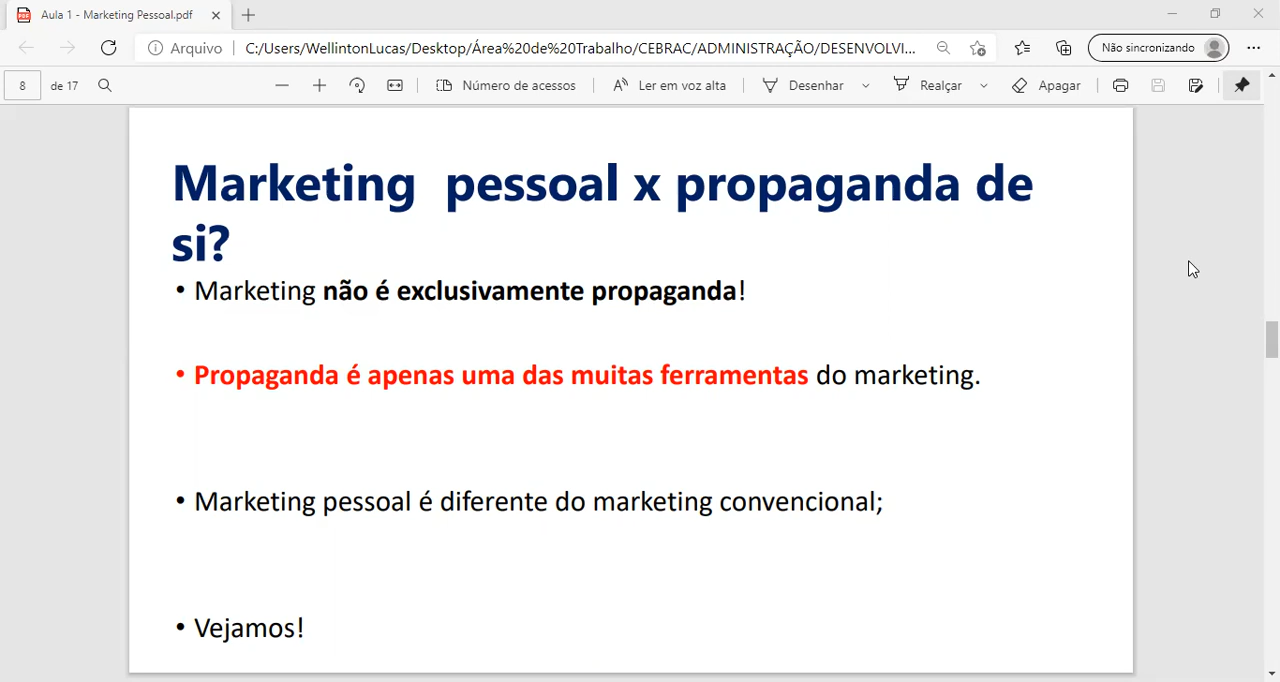 Aula 1 - Marketing Pessoal.pdf
Arquivo | C:/Users/WellintonLucas/Desktop/Área%20de%20Trabalho/CEBRAC/ADMINISTRAÇÃO/DESENVOLVI... Não sincronizando
8 de 17 Número de acessos Ler em voz alta Desenhar Realçar Apagar
Marketing pessoal x propaganda de
si?
• Marketing não é exclusivamente propaganda!
• Propaganda é apenas uma das muitas ferramentas do marketing.
• Marketing pessoal é diferente do marketing convencional;
• Vejamos!